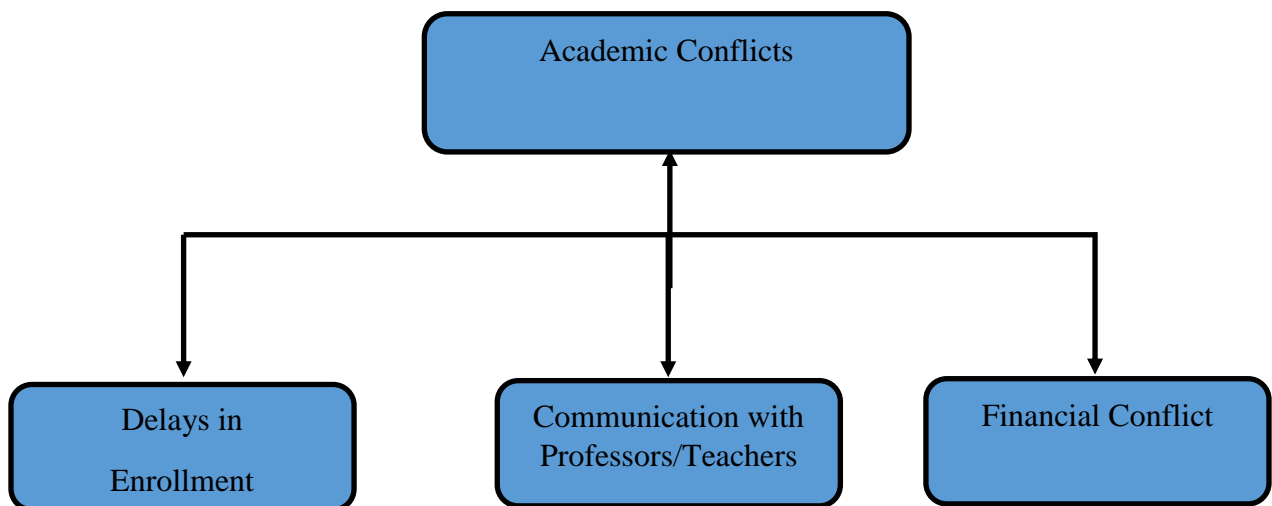 Academic Conflicts
Delays in
Enrollment
Communication with
Professors/Teachers
Financial Conflict